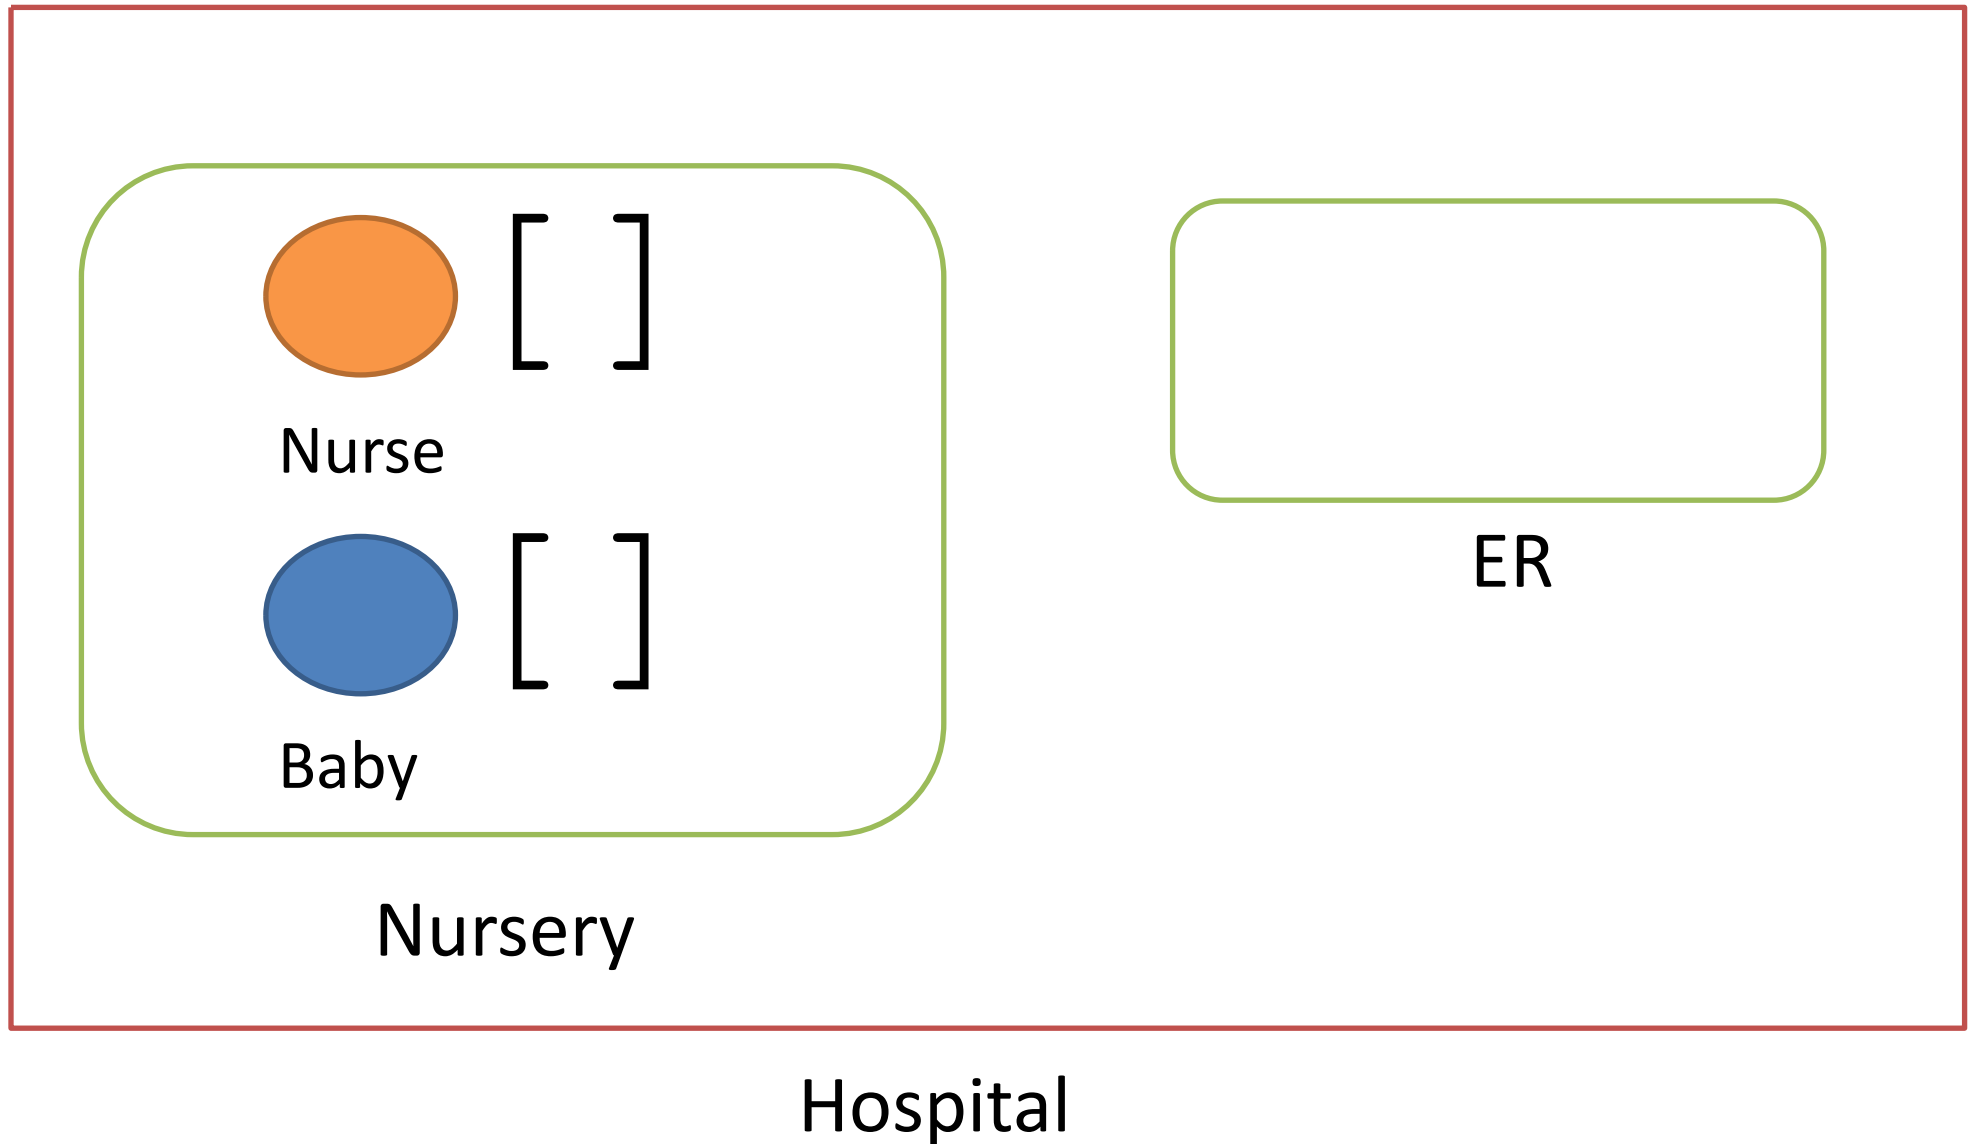 [ ]
Nurse
[ ]
Baby
Nursery
ER
Hospital